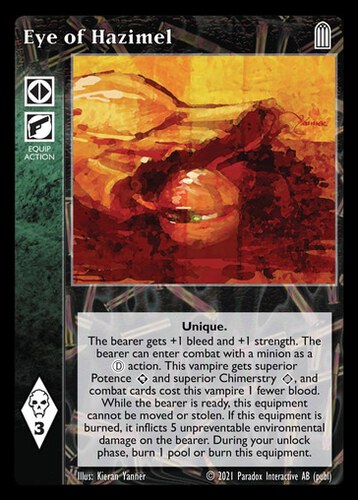 Eye of Hazimel
EQUIP
ACTION
Unique.
The bearer gets +1 bleed and +1 strength. The
bearer can enter combat with a minion as a
Ⓓ action. This vampire gets superior
Potence and superior Chimerstry, and
combat cards cost this vampire 1 fewer blood.
While the bearer is ready, this equipment
cannot be moved or stolen. If this equipment is
burned, it inflicts 5 unpreventable environmental
damage on the bearer. During your unlock
phase, burn 1 pool or burn this equipment.
3
Illus: Kieran Yanner © 2021 Paradox Interactive AB (publ)